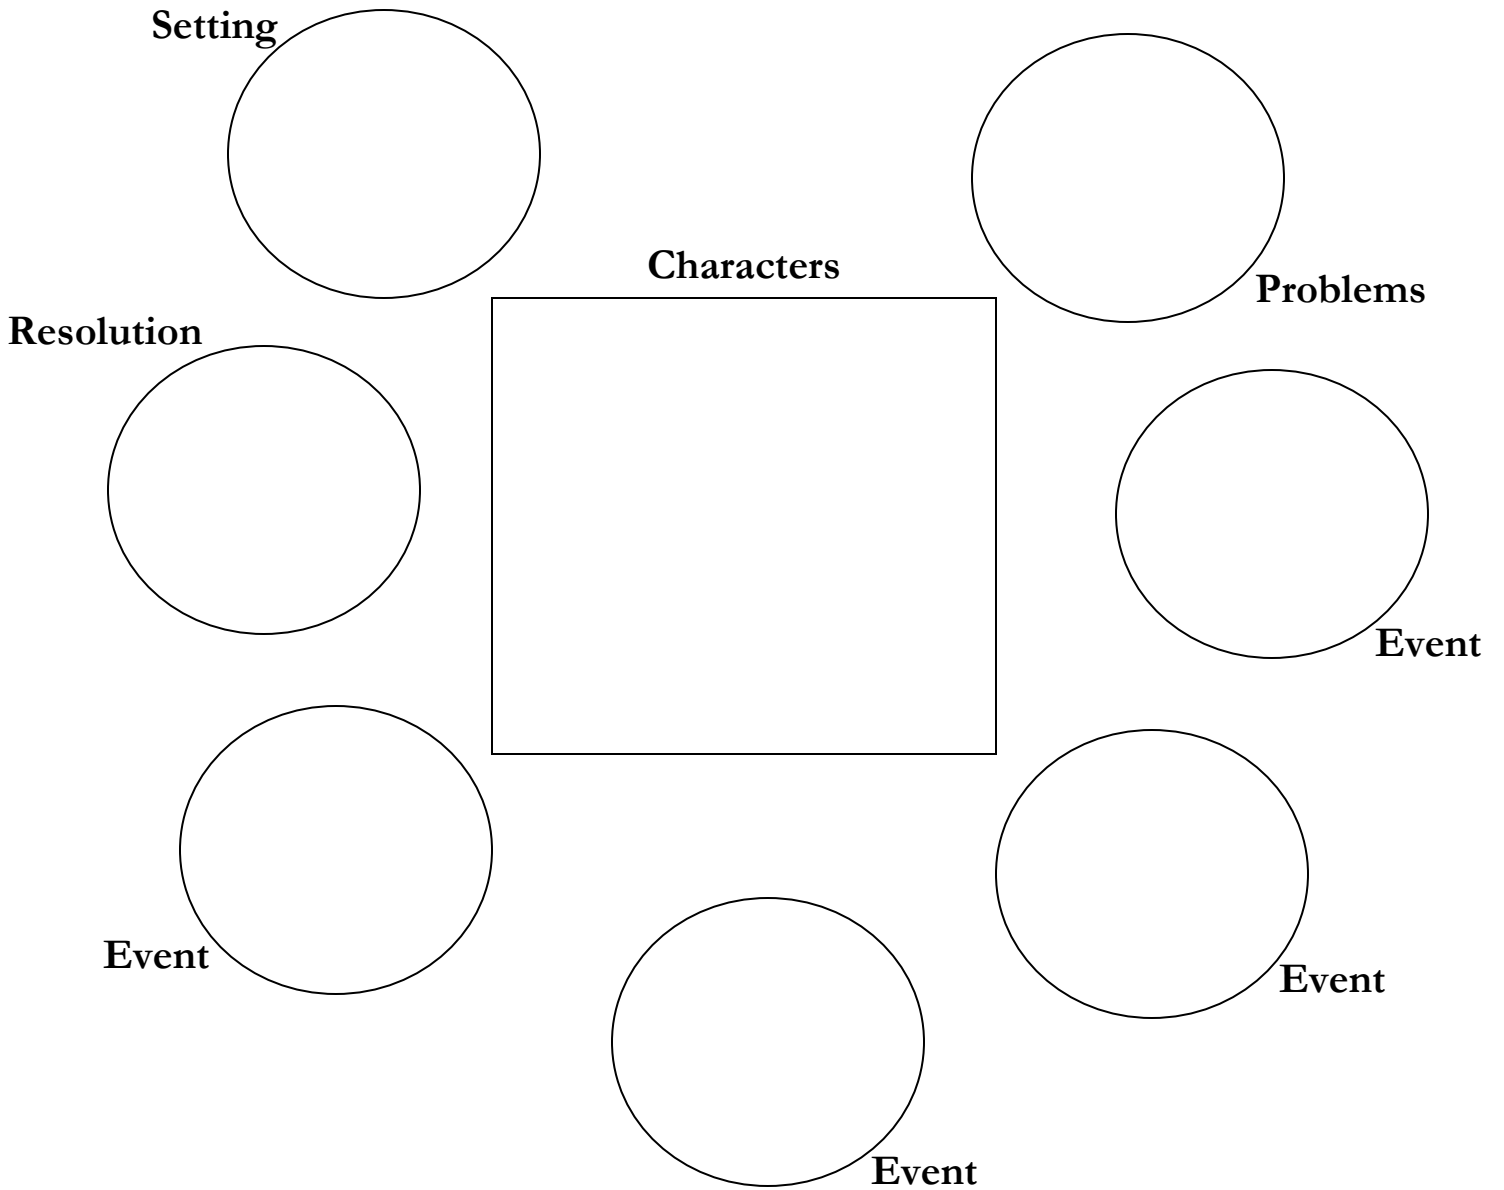 Setting
Characters
Problems
Resolution
Event
Event
Event
Event